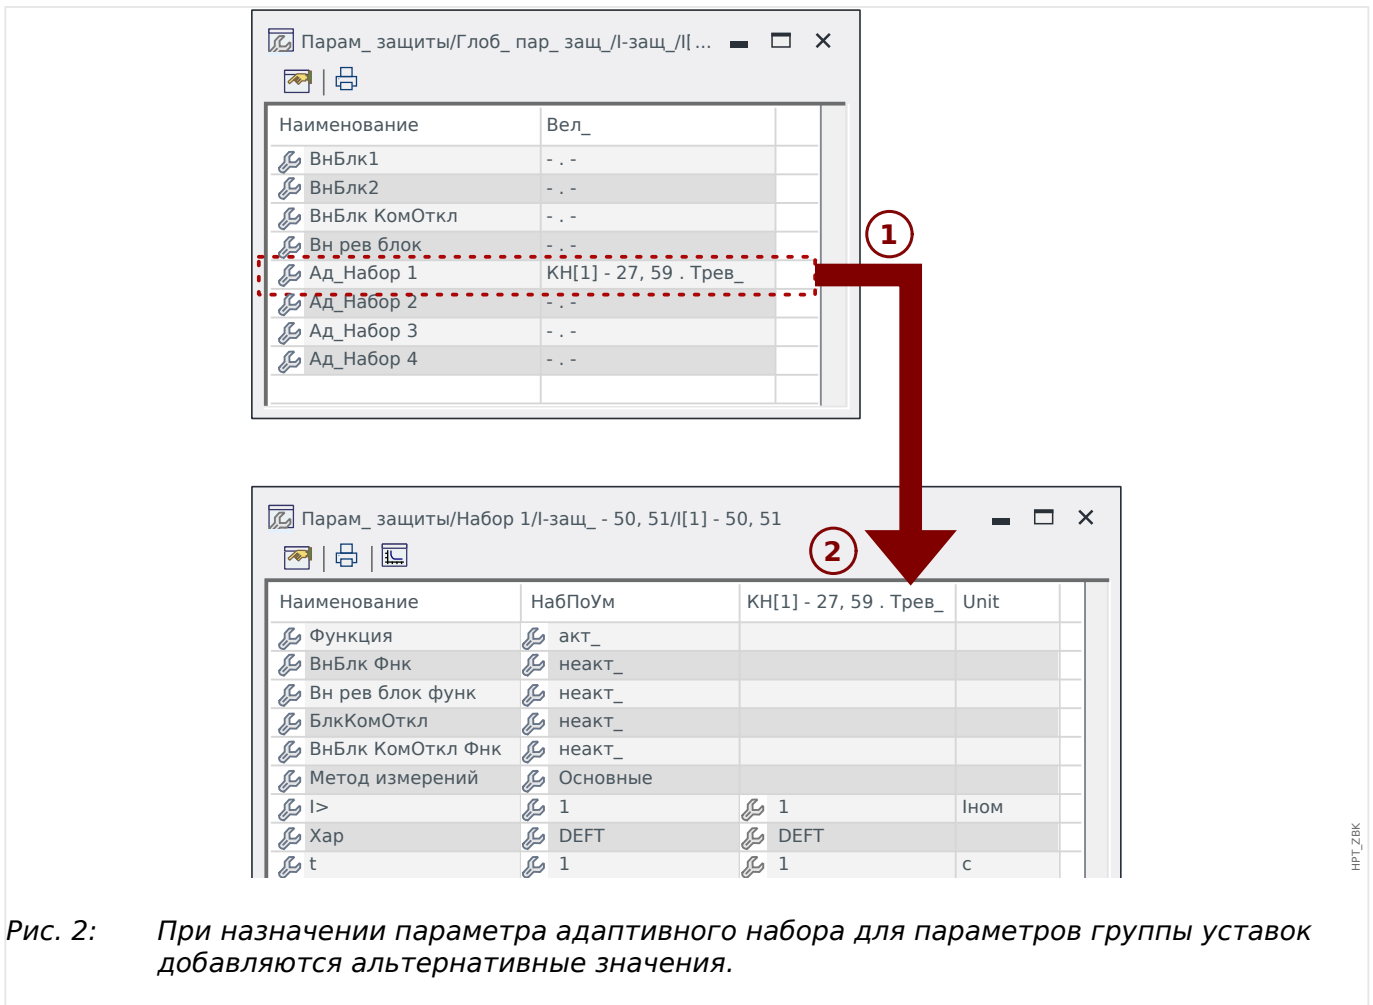 Парам_ защиты/Глоб_ пар_ защ_/I-защ_/I[...
Наименование Вел_
ВнБлк1 - . -
ВнБлк2 - . -
ВнБлк КомОткл - . -
Вн рев блок - . -
Ад_Набор 1 КН[1] - 27, 59 . Трев_
Ад_Набор 2 - . -
Ад_Набор 3 - . -
Ад_Набор 4 - . -
1
Парам_ защиты/Набор 1/I-защ_ - 50, 51/I[1] - 50, 51
2
Наименование НабПоУм КН[1] - 27, 59 . Трев_ Unit
Функция акт_
ВнБлк Фнк неакт_
Вн рев блок функ неакт_
БлкКомОткл неакт_
ВнБлк КомОткл Фнк неакт_
Метод измерений Основные
I> 1 1 Iном
Хар DEFT DEFT
t 1 1 с
HPT_ZBK
Рис. 2: При назначении параметра адаптивного набора для параметров группы уставок
добавляются альтернативные значения.